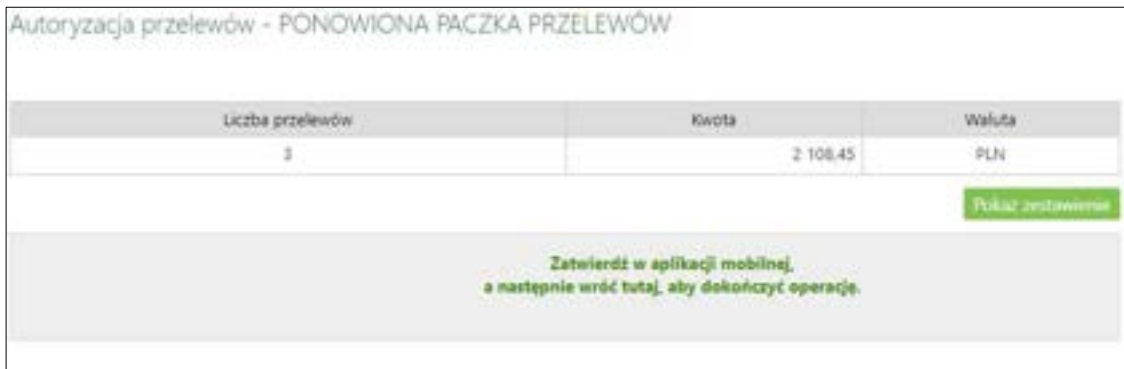 Autoryzacja przelewów - PONOWIONA PACZKA PRZELEWÓW
Liczba przelewów Kwota Waluta
3 2 108,45 PLN
Pokaż zestawienie
Zatwierdź w aplikacji mobilnej,
a następnie wróć tutaj, aby dokończyć operację.